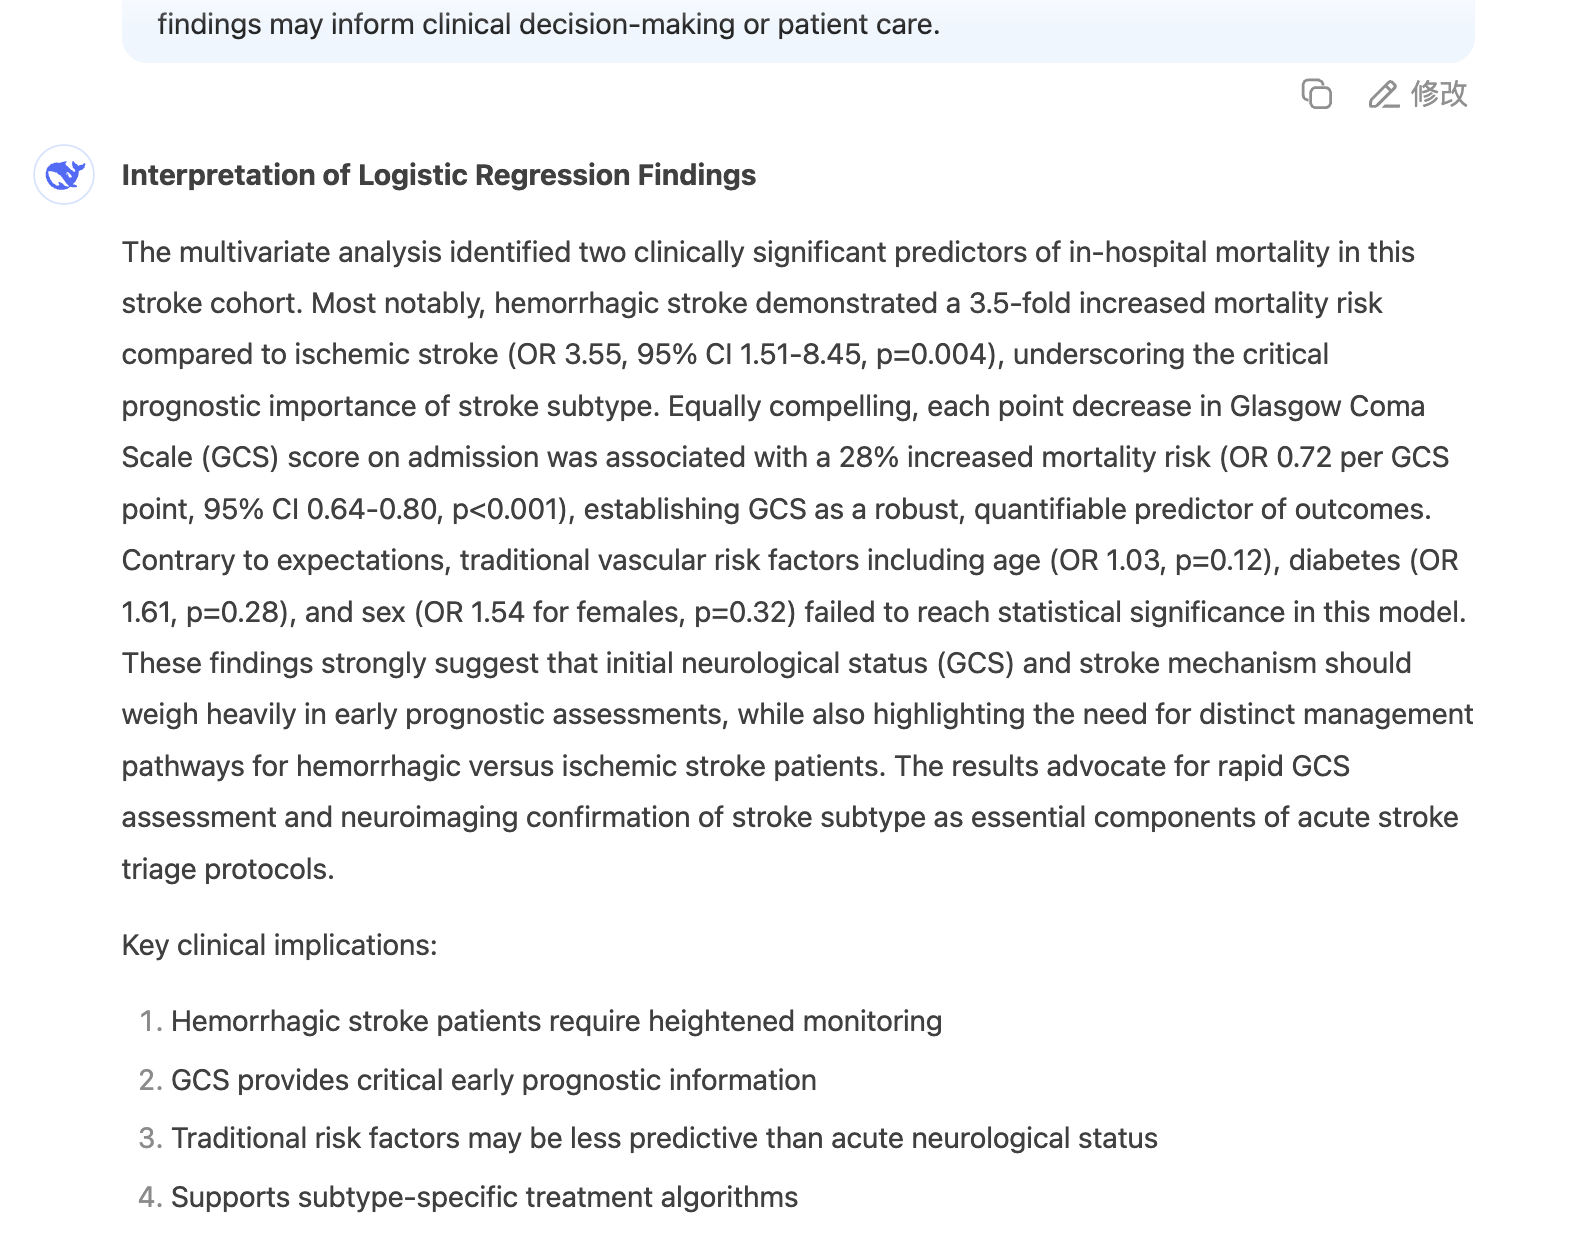 findings may inform clinical decision-making or patient care.
修改
Interpretation of Logistic Regression Findings
The multivariate analysis identified two clinically significant predictors of in-hospital mortality in this
stroke cohort. Most notably, hemorrhagic stroke demonstrated a 3.5-fold increased mortality risk
compared to ischemic stroke (OR 3.55, 95% CI 1.51-8.45, p=0.004), underscoring the critical
prognostic importance of stroke subtype. Equally compelling, each point decrease in Glasgow Coma
Scale (GCS) score on admission was associated with a 28% increased mortality risk (OR 0.72 per GCS
point, 95% CI 0.64-0.80, p<0.001), establishing GCS as a robust, quantifiable predictor of outcomes.
Contrary to expectations, traditional vascular risk factors including age (OR 1.03, p=0.12), diabetes (OR
1.61, p=0.28), and sex (OR 1.54 for females, p=0.32) failed to reach statistical significance in this model.
These findings strongly suggest that initial neurological status (GCS) and stroke mechanism should
weigh heavily in early prognostic assessments, while also highlighting the need for distinct management
pathways for hemorrhagic versus ischemic stroke patients. The results advocate for rapid GCS
assessment and neuroimaging confirmation of stroke subtype as essential components of acute stroke
triage protocols.
Key clinical implications:
1. Hemorrhagic stroke patients require heightened monitoring
2. GCS provides critical early prognostic information
3. Traditional risk factors may be less predictive than acute neurological status
4. Supports subtype-specific treatment algorithms